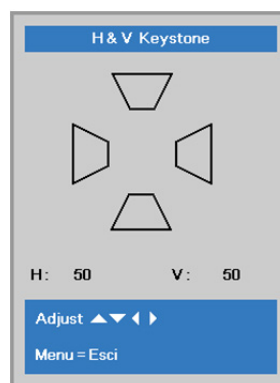 H & V Keystone
H: 50 V: 50
Adjust ▲▼◀▶
Menu = Esci